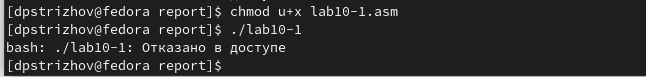 [dpstrizhov@fedora report]$ chmod u+x lab10-1.asm
[dpstrizhov@fedora report]$ ./lab10-1
bash: ./lab10-1: Отказано в доступе
[dpstrizhov@fedora report]$